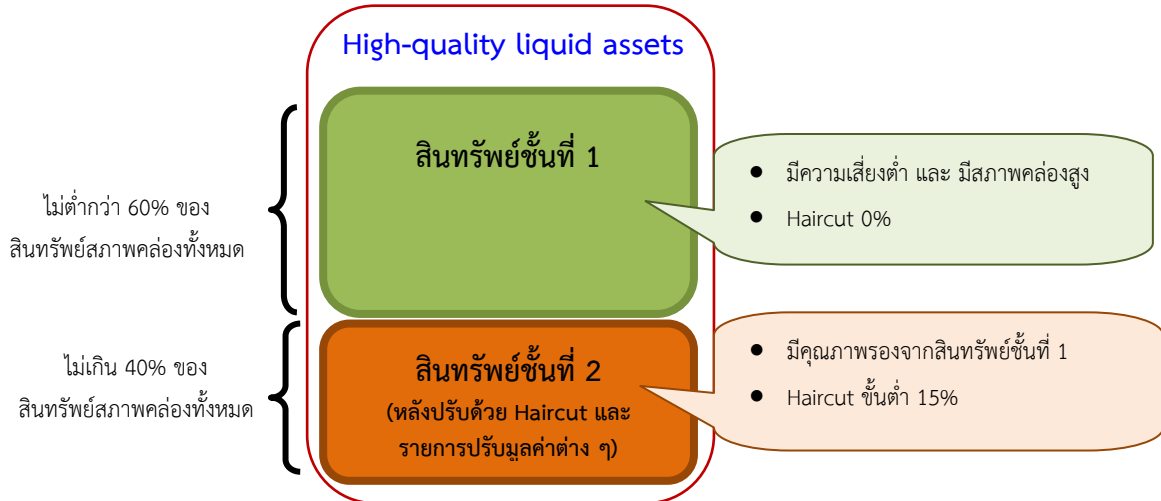 High-quality liquid assets
สินทรัพย์ชั้นที่ 1
ไม่ต่ำกว่า 60% ของ
สินทรัพย์สภาพคล่องทั้งหมด
● มีความเสี่ยงต่ำ และ มีสภาพคล่องสูง
● Haircut 0%
สินทรัพย์ชั้นที่ 2
(หลังปรับด้วย Haircut และ
รายการปรับมูลค่าต่าง ๆ)
ไม่เกิน 40% ของ
สินทรัพย์สภาพคล่องทั้งหมด
● มีคุณภาพรองจากสินทรัพย์ชั้นที่ 1
● Haircut ขั้นต่ำ 15%